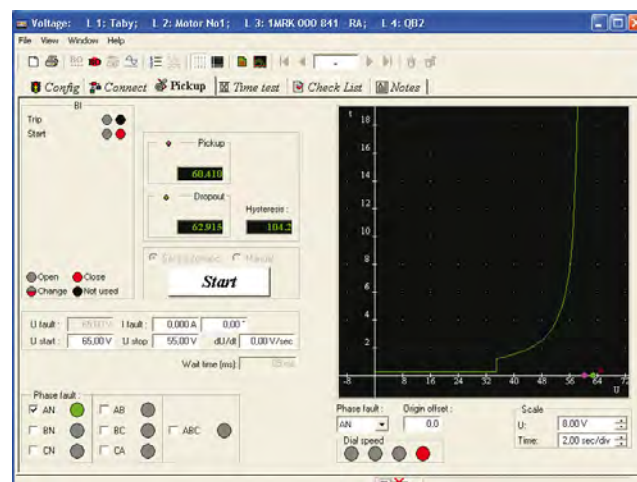 Voltage: L 1: Taby; L 2: Motor No1; L 3: 1MRK 000 841 - RA; L 4: QB2
File View Window Help
Config Connect Pickup Time test Check List Notes
BI
Trip
Start
Open Close
Change Not used
Pickup
60.410
Dropout
62.915
Hysteresis :
104.2
Manual
Start
U fault : 65,00 V I fault : 0,000 A 0,00 °
U start : 65,00 V U stop : 55,00 V dU/dt : 0,00 V/sec
Wait time (ms) :
Phase fault :
AN AB
BN BC ABC
CN CA
t
18
16
14
12
10
8
6
4
2
-8 0 8 16 24 32 40 48 56 64 72
U
Phase fault : Origin offset :
AN 0.0
Dial speed
Scale
U: 8.00 V
Time: 2.00 sec/div